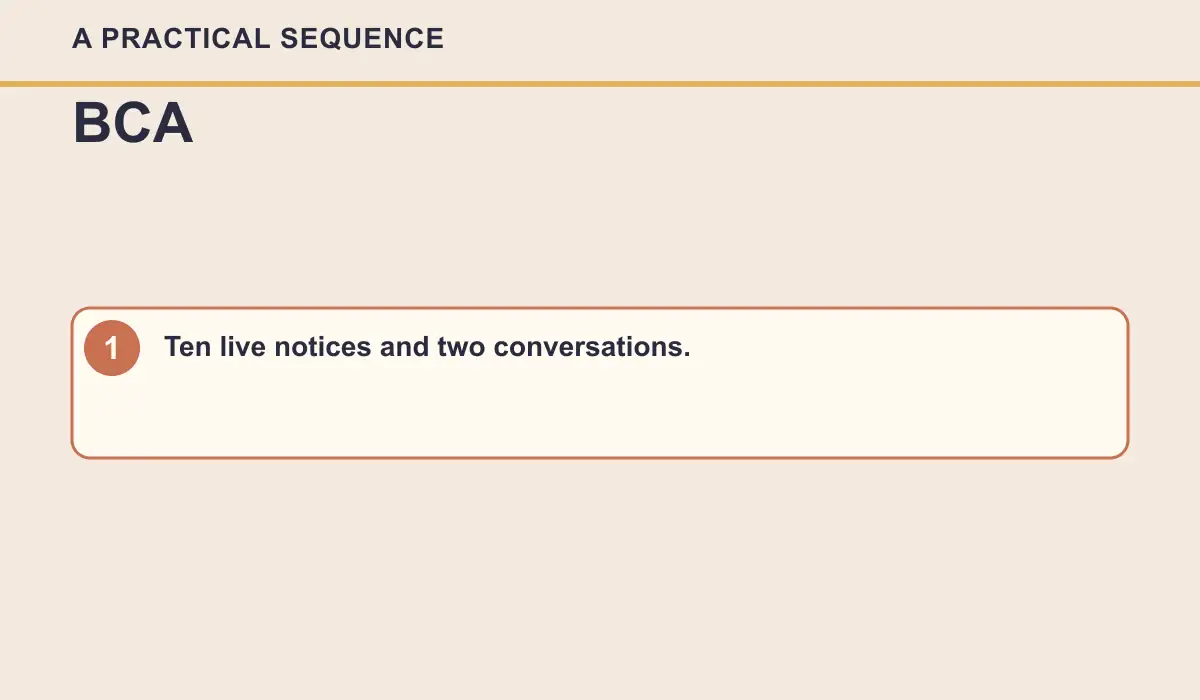 A PRACTICAL SEQUENCE
BCA
1 Ten live notices and two conversations.